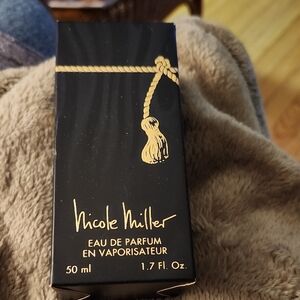 Nicole Miller
EAU DE PARFUM
EN VAPORISATEUR
50 ml 1.7 Fl. Oz.